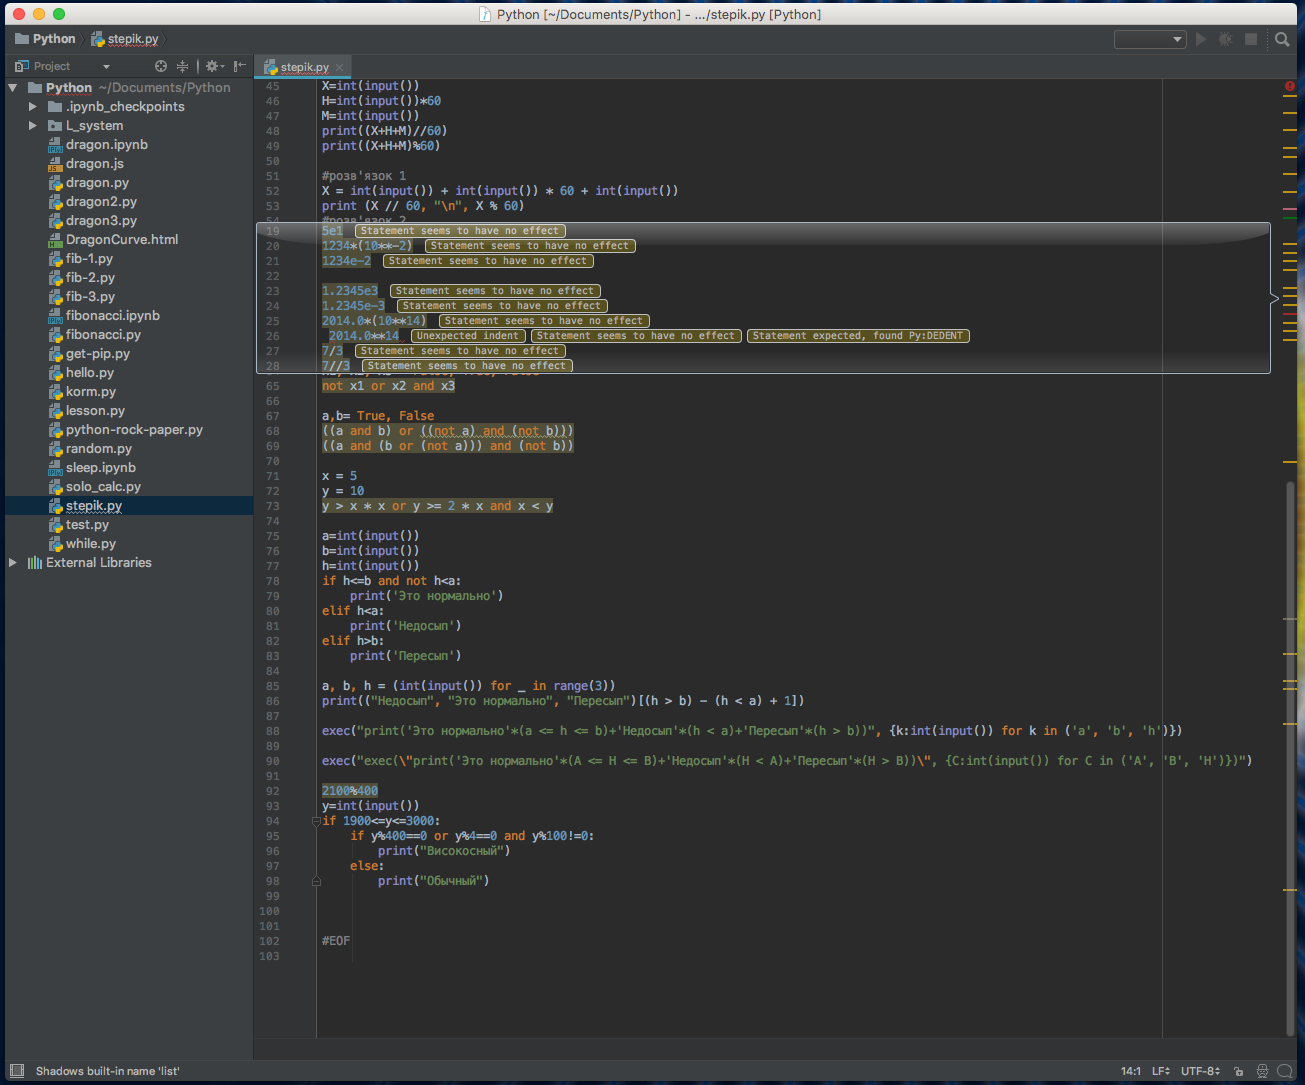 Python [~/Documents/Python] - .../stepik.py [Python]
Python stepik.py
Project
stepik.py
Python ~/Documents/Python
.ipynb_checkpoints
L_system
dragon.ipynb
dragon.js
dragon.py
dragon2.py
dragon3.py
DragonCurve.html
fib-1.py
fib-2.py
fib-3.py
fibonacci.ipynb
fibonacci.py
get-pip.py
hello.py
korm.py
lesson.py
python-rock-paper.py
random.py
sleep.ipynb
solo_calc.py
stepik.py
test.py
while.py
External Libraries
45 X=int(input())
46 H=int(input())*60
47 M=int(input())
48 print((X+H+M)//60)
49 print((X+H+M)%60)
50
51 #розв'язок 1
52 X = int(input()) + int(input()) * 60 + int(input())
53 print (X // 60, "\n", X % 60)
54 #розв'язок 2
19 5e1 Statement seems to have no effect
20 1234*(10**-2) Statement seems to have no effect
21 1234e-2 Statement seems to have no effect
22
23 1.2345e3 Statement seems to have no effect
24 1.2345e-3 Statement seems to have no effect
25 2014.0*(10**14) Statement seems to have no effect
26 2014.0**14 Unexpected indent Statement seems to have no effect Statement expected, found Py:DEDENT
27 7/3 Statement seems to have no effect
28 7//3 Statement seems to have no effect
65 not x1 or x2 and x3
66
67 a,b= True, False
68 ((a and b) or ((not a) and (not b)))
69 ((a and (b or (not a))) and (not b))
70
71 x = 5
72 y = 10
73 y > x * x or y >= 2 * x and x < y
74
75 a=int(input())
76 b=int(input())
77 h=int(input())
78 if h<=b and not h<a:
79 print('Это нормально')
80 elif h<a:
81 print('Недосып')
82 elif h>b:
83 print('Пересып')
84
85 a, b, h = (int(input()) for _ in range(3))
86 print(("Недосып", "Это нормально", "Пересып")[(h > b) - (h < a) + 1])
87
88 exec("print('Это нормально'*(a <= h <= b)+'Недосып'*(h < a)+'Пересып'*(h > b))", {k:int(input()) for k in ('a', 'b', 'h')})
89
90 exec("exec(\"print('Это нормально'*(A <= H <= B)+'Недосып'*(H < A)+'Пересып'*(H > B))\", {C:int(input()) for C in ('A', 'B', 'H')})")
91
92 2100%400
93 y=int(input())
94 if 1900<=y<=3000:
95 if y%400==0 or y%4==0 and y%100!=0:
96 print("Високосный")
97 else:
98 print("Обычный")
99
100
101
102 #EOF
103
Shadows built-in name 'list'
14:1 LF UTF-8